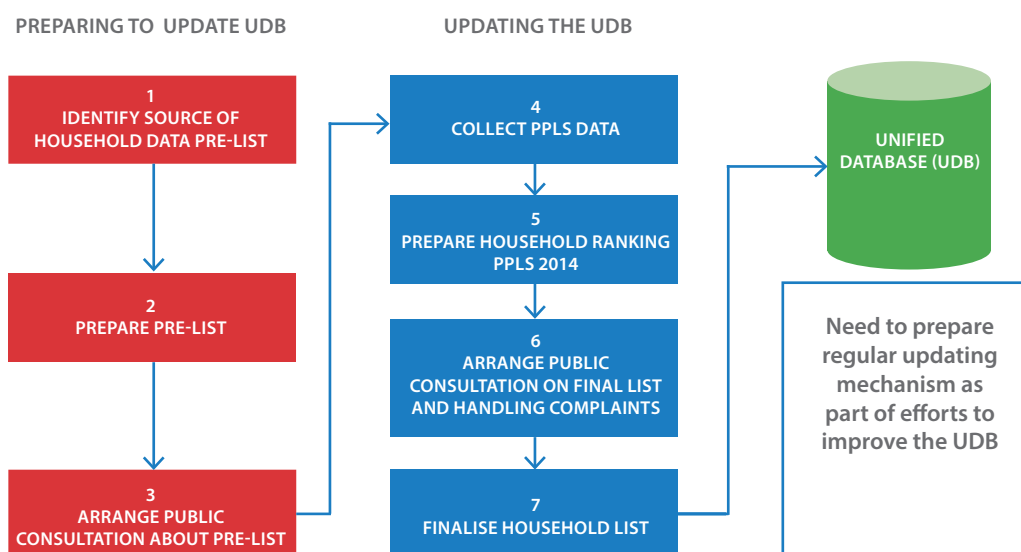 PREPARING TO UPDATE UDB
1
IDENTIFY SOURCE OF
HOUSEHOLD DATA PRE-LIST
2
PREPARE PRE-LIST
3
ARRANGE PUBLIC
CONSULTATION ABOUT PRE-LIST
UPDATING THE UDB
4
COLLECT PPLS DATA
5
PREPARE HOUSEHOLD RANKING
PPLS 2014
6
ARRANGE PUBLIC
CONSULTATION ON FINAL LIST
AND HANDLING COMPLAINTS
7
FINALISE HOUSEHOLD LIST
UNIFIED
DATABASE (UDB)
Need to prepare
regular updating
mechanism as
part of efforts to
improve the UDB